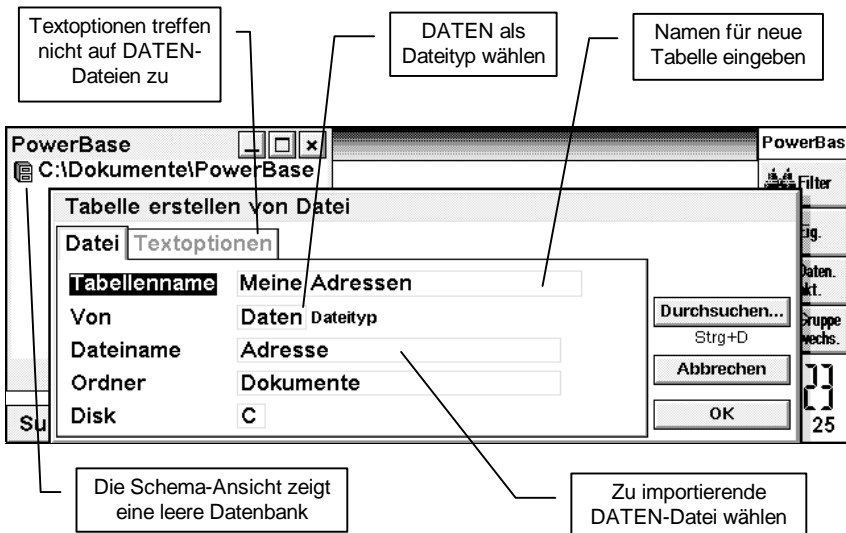 Textoptionen treffen
nicht auf DATEN-
Dateien zu
DATEN als
Dateityp wählen
Namen für neue
Tabelle eingeben
PowerBase
C:\Dokumente\PowerBase
PowerBas
Filter
Eig.
Daten.
akt.
Gruppe
wechs.
25
Tabelle erstellen von Datei
Datei Textoptionen
Tabellenname Meine Adressen
Von Daten Dateityp
Dateiname Adresse
Ordner Dokumente
Disk C
Durchsuchen...
Strg+D
Abbrechen
OK
Su
Die Schema-Ansicht zeigt
eine leere Datenbank
Zu importierende
DATEN-Datei wählen